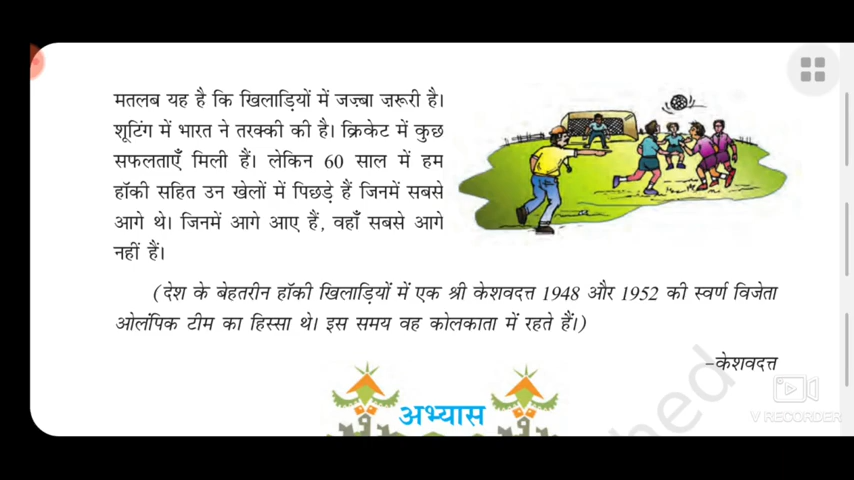 मतलब यह है कि खिलाड़ियों में जज़्बा ज़रूरी है।
शूटिंग में भारत ने तरक्की की है। क्रिकेट में कुछ
सफलताएँ मिली हैं। लेकिन 60 साल में हम
हॉकी सहित उन खेलों में पिछड़े हैं जिनमें सबसे
आगे थे। जिनमें आगे आए हैं, वहाँ सबसे आगे
नहीं हैं।
(देश के बेहतरीन हॉकी खिलाड़ियों में एक श्री केशवदत्त 1948 और 1952 की स्वर्ण विजेता
ओलंपिक टीम का हिस्सा थे। इस समय वह कोलकाता में रहते हैं।)
–केशवदत्त
अभ्यास
V RECORDER